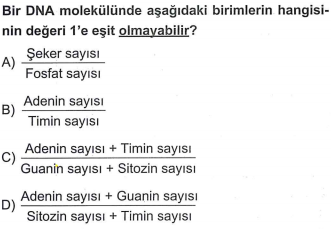 Bir DNA molekülünde aşağıdaki birimlerin hangisi-
nin değeri 1'e eşit olmayabilir?
A) Şeker sayısı
Fosfat sayısı
B) Adenin sayısı
Timin sayısı
C) Adenin sayısı + Timin sayısı
Guanin sayısı + Sitozin sayısı
D) Adenin sayısı + Guanin sayısı
Sitozin sayısı + Timin sayısı